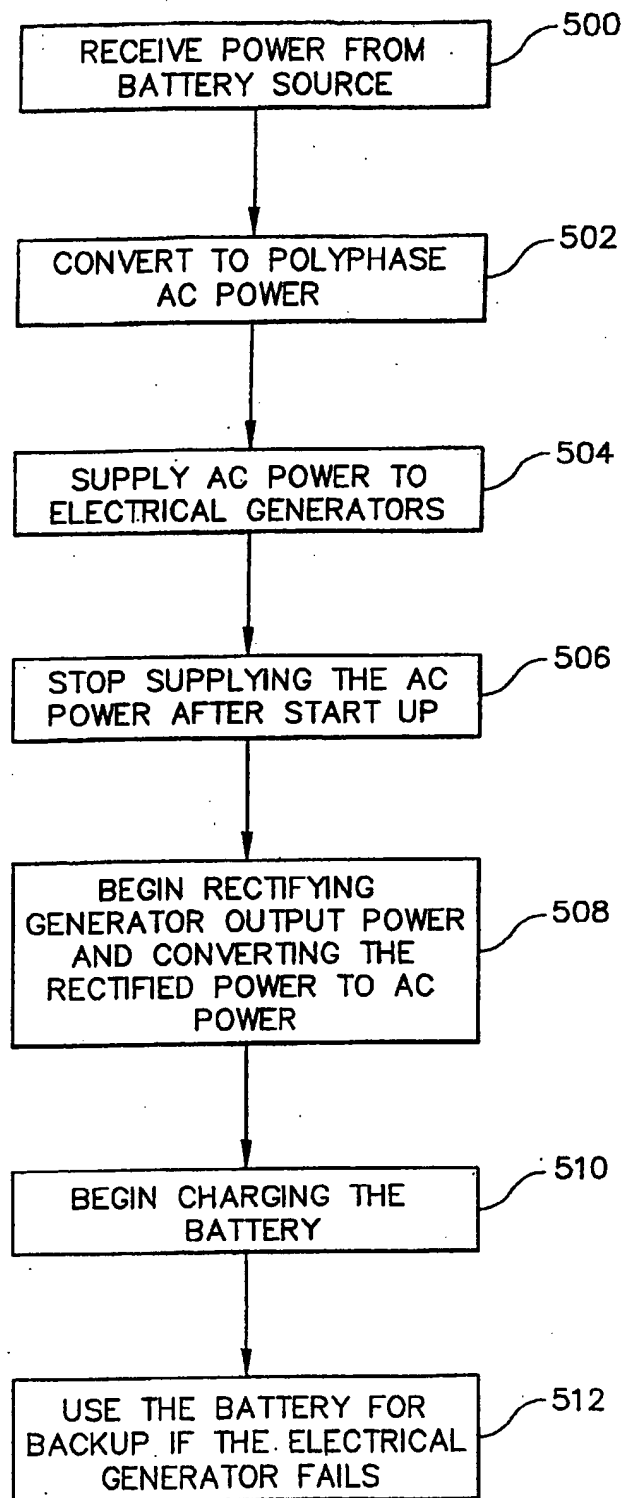 RECEIVE POWER FROM
BATTERY SOURCE
500
CONVERT TO POLYPHASE
AC POWER
502
SUPPLY AC POWER TO
ELECTRICAL GENERATORS
504
STOP SUPPLYING THE AC
POWER AFTER START UP
506
BEGIN RECTIFYING
GENERATOR OUTPUT POWER
AND CONVERTING THE
RECTIFIED POWER TO AC
POWER
508
BEGIN CHARGING THE
BATTERY
510
USE THE BATTERY FOR
BACKUP IF THE ELECTRICAL
GENERATOR FAILS
512